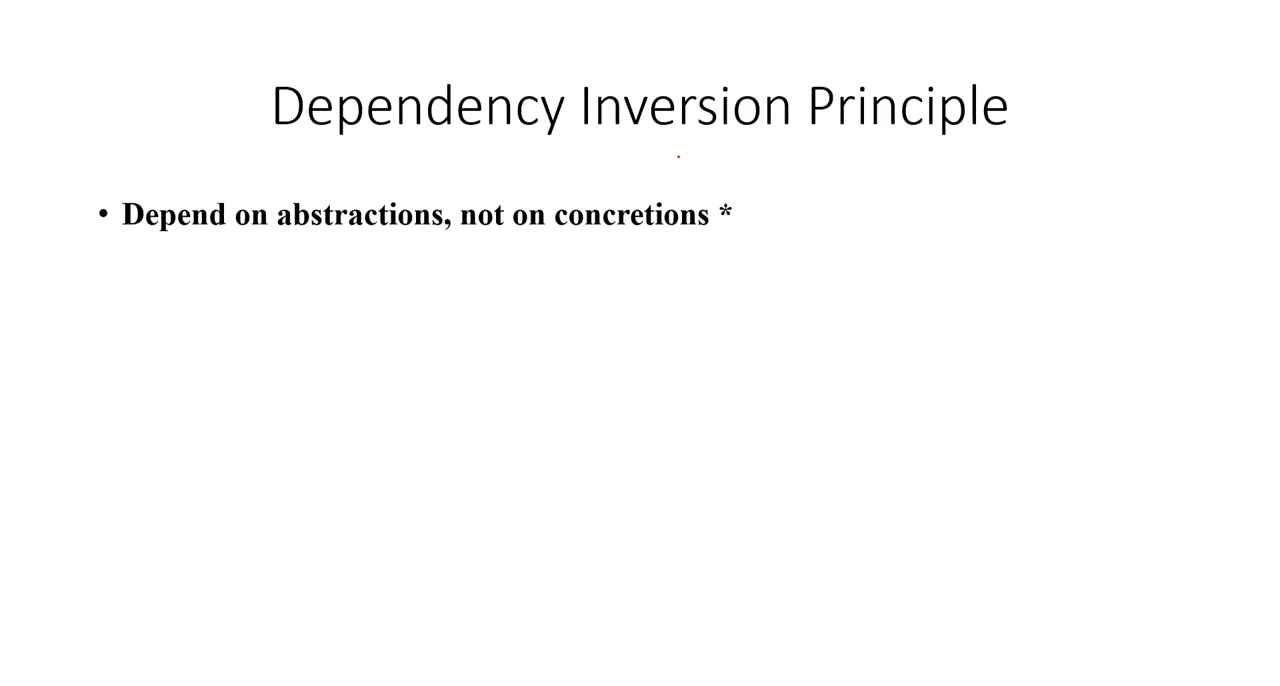 Dependency Inversion Principle
• Depend on abstractions, not on concretions *